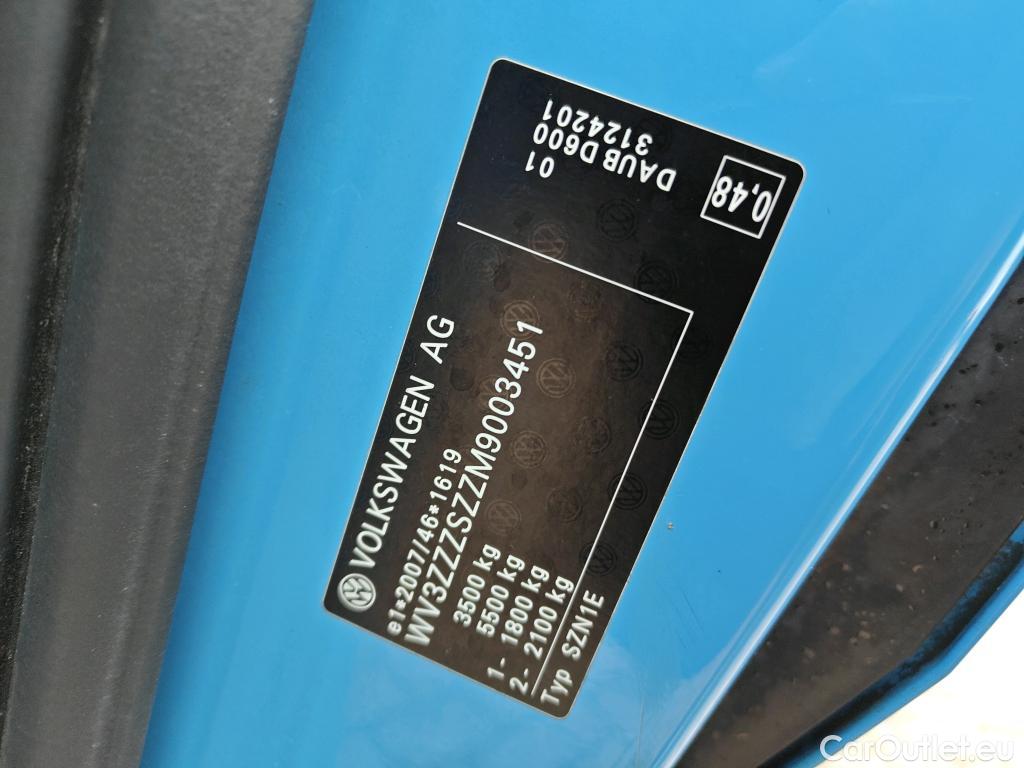 VOLKSWAGEN AG
e1*2007/46*1619
WV3ZZZSZZM9003451
3500 kg
5500 kg
1- 1800 kg
2- 2100 kg
Typ SZN1E
01
DAUB D600
3124201
0,48
CarOutlet.eu